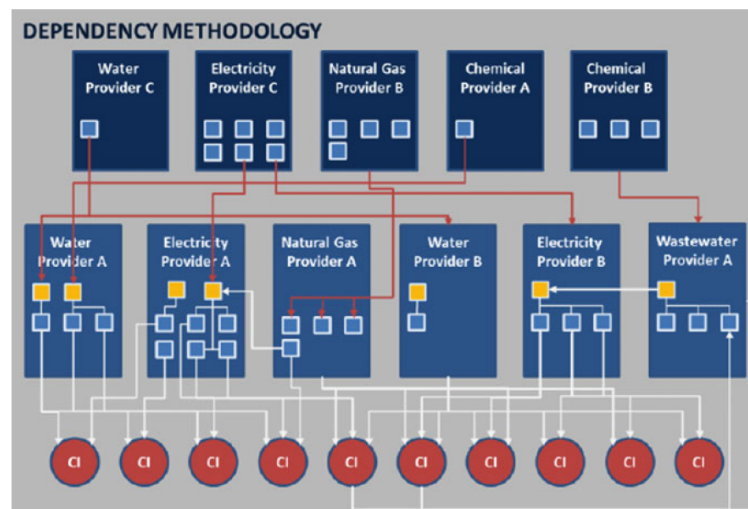 DEPENDENCY METHODOLOGY
Water
Provider C
Electricity
Provider C
Natural Gas
Provider B
Chemical
Provider A
Chemical
Provider B
Water
Provider A
Electricity
Provider A
Natural Gas
Provider A
Water
Provider B
Electricity
Provider B
Wastewater
Provider A
CI
CI
CI
CI
CI
CI
CI
CI
CI
CI